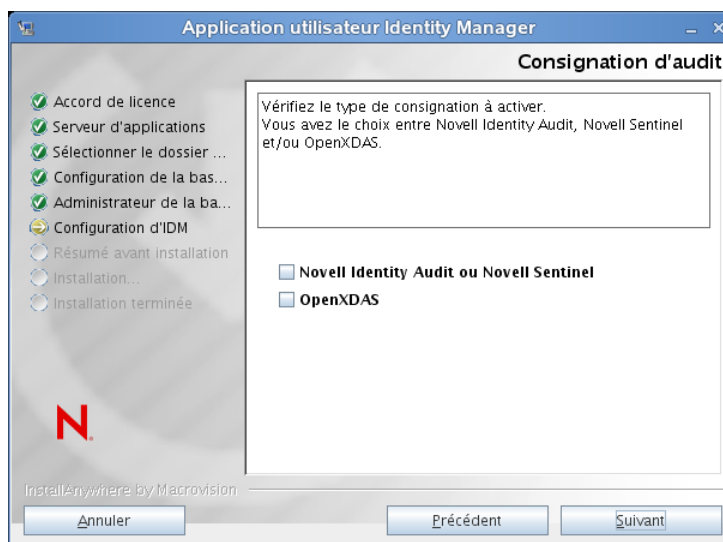 Application utilisateur Identity Manager
Consignation d'audit
Accord de licence
Serveur d'applications
Sélectionner le dossier ...
Configuration de la bas...
Administrateur de la ba...
Configuration d'IDM
Résumé avant installation
Installation...
Installation terminée
Vérifiez le type de consignation à activer.
Vous avez le choix entre Novell Identity Audit, Novell Sentinel
et/ou OpenXDAS.
Novell Identity Audit ou Novell Sentinel
OpenXDAS
N
InstallAnywhere by Macrovision
Annuler
Précédent
Suivant